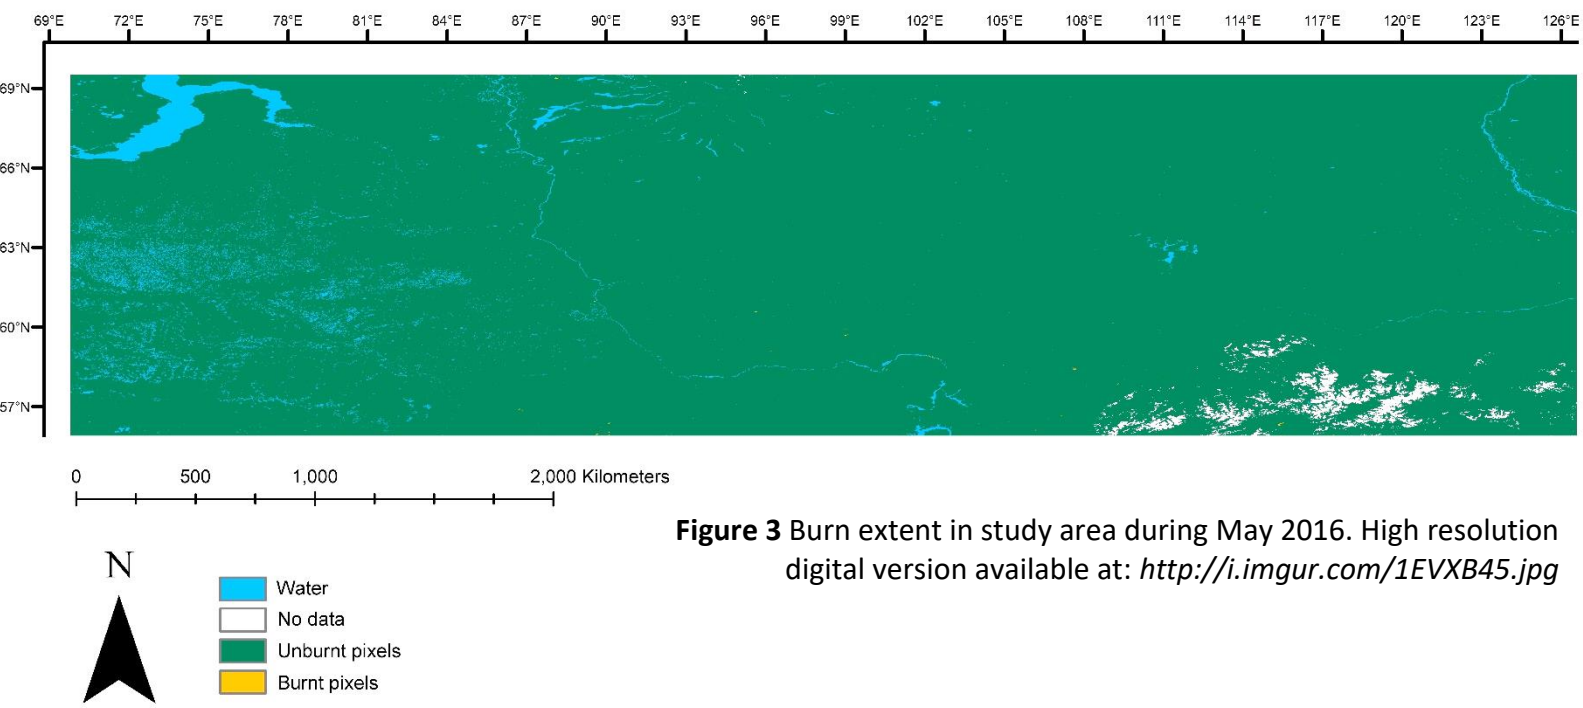 69°E 72°E 75°E 78°E 81°E 84°E 87°E 90°E 93°E 96°E 99°E 102°E 105°E 108°E 111°E 114°E 117°E 120°E 123°E 126°E
69°N
66°N
63°N
60°N
57°N
0 500 1,000 2,000 Kilometers
Figure 3 Burn extent in study area during May 2016. High resolution
digital version available at: http://i.imgur.com/1EVXB45.jpg
N
Water
No data
Unburnt pixels
Burnt pixels